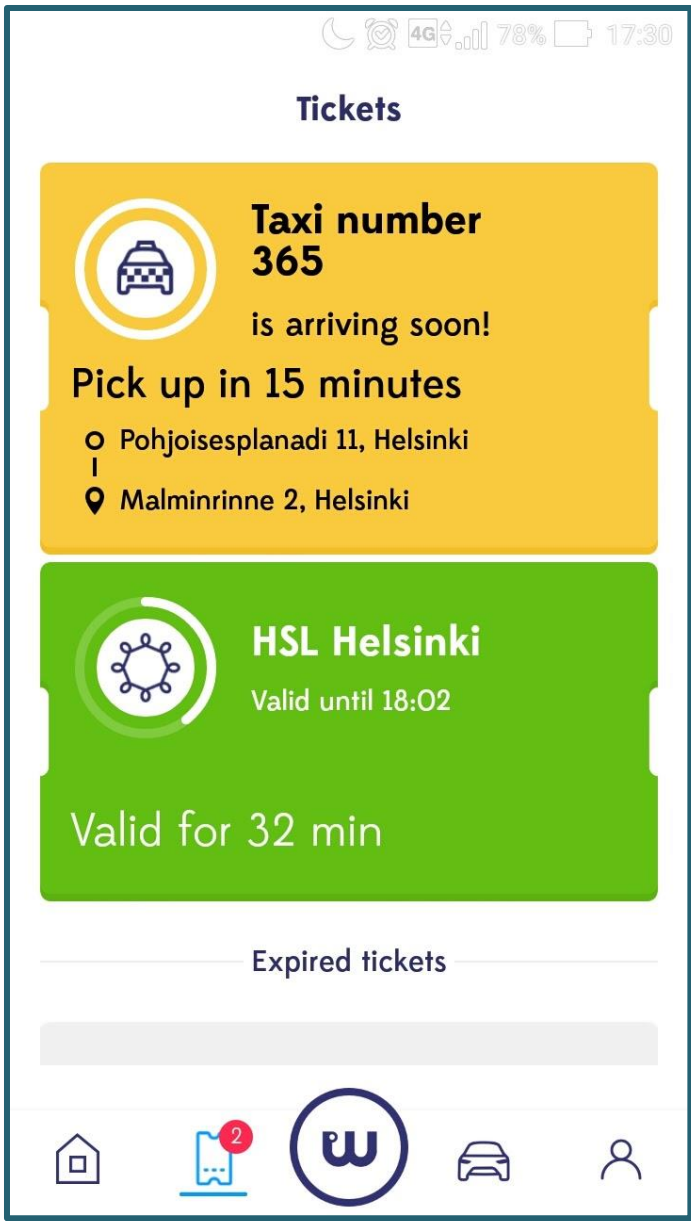 4G 78% 17:30
Tickets
Taxi number
365
is arriving soon!
Pick up in 15 minutes
Pohjoisesplanadi 11, Helsinki
Malminrinne 2, Helsinki
HSL Helsinki
Valid until 18:02
Valid for 32 min
Expired tickets
2
w